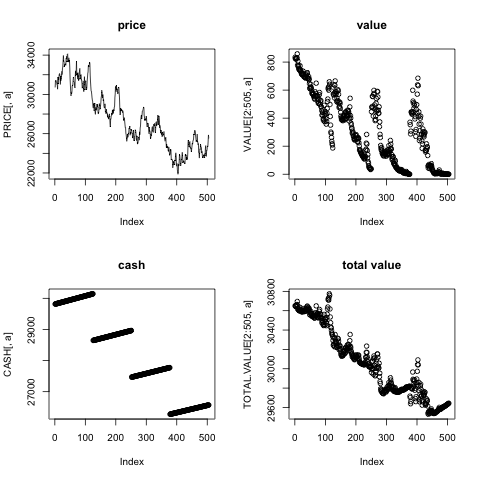 price
PRICE[, a]
22000 26000 30000 34000
0 100 200 300 400 500
Index
value
VALUE[2:505, a]
0 200 400 600 800
0 100 200 300 400 500
Index
cash
CASH[, a]
27000 29000
0 100 200 300 400 500
Index
total value
TOTAL.VALUE[2:505, a]
29600 30000 30400 30800
0 100 200 300 400 500
Index